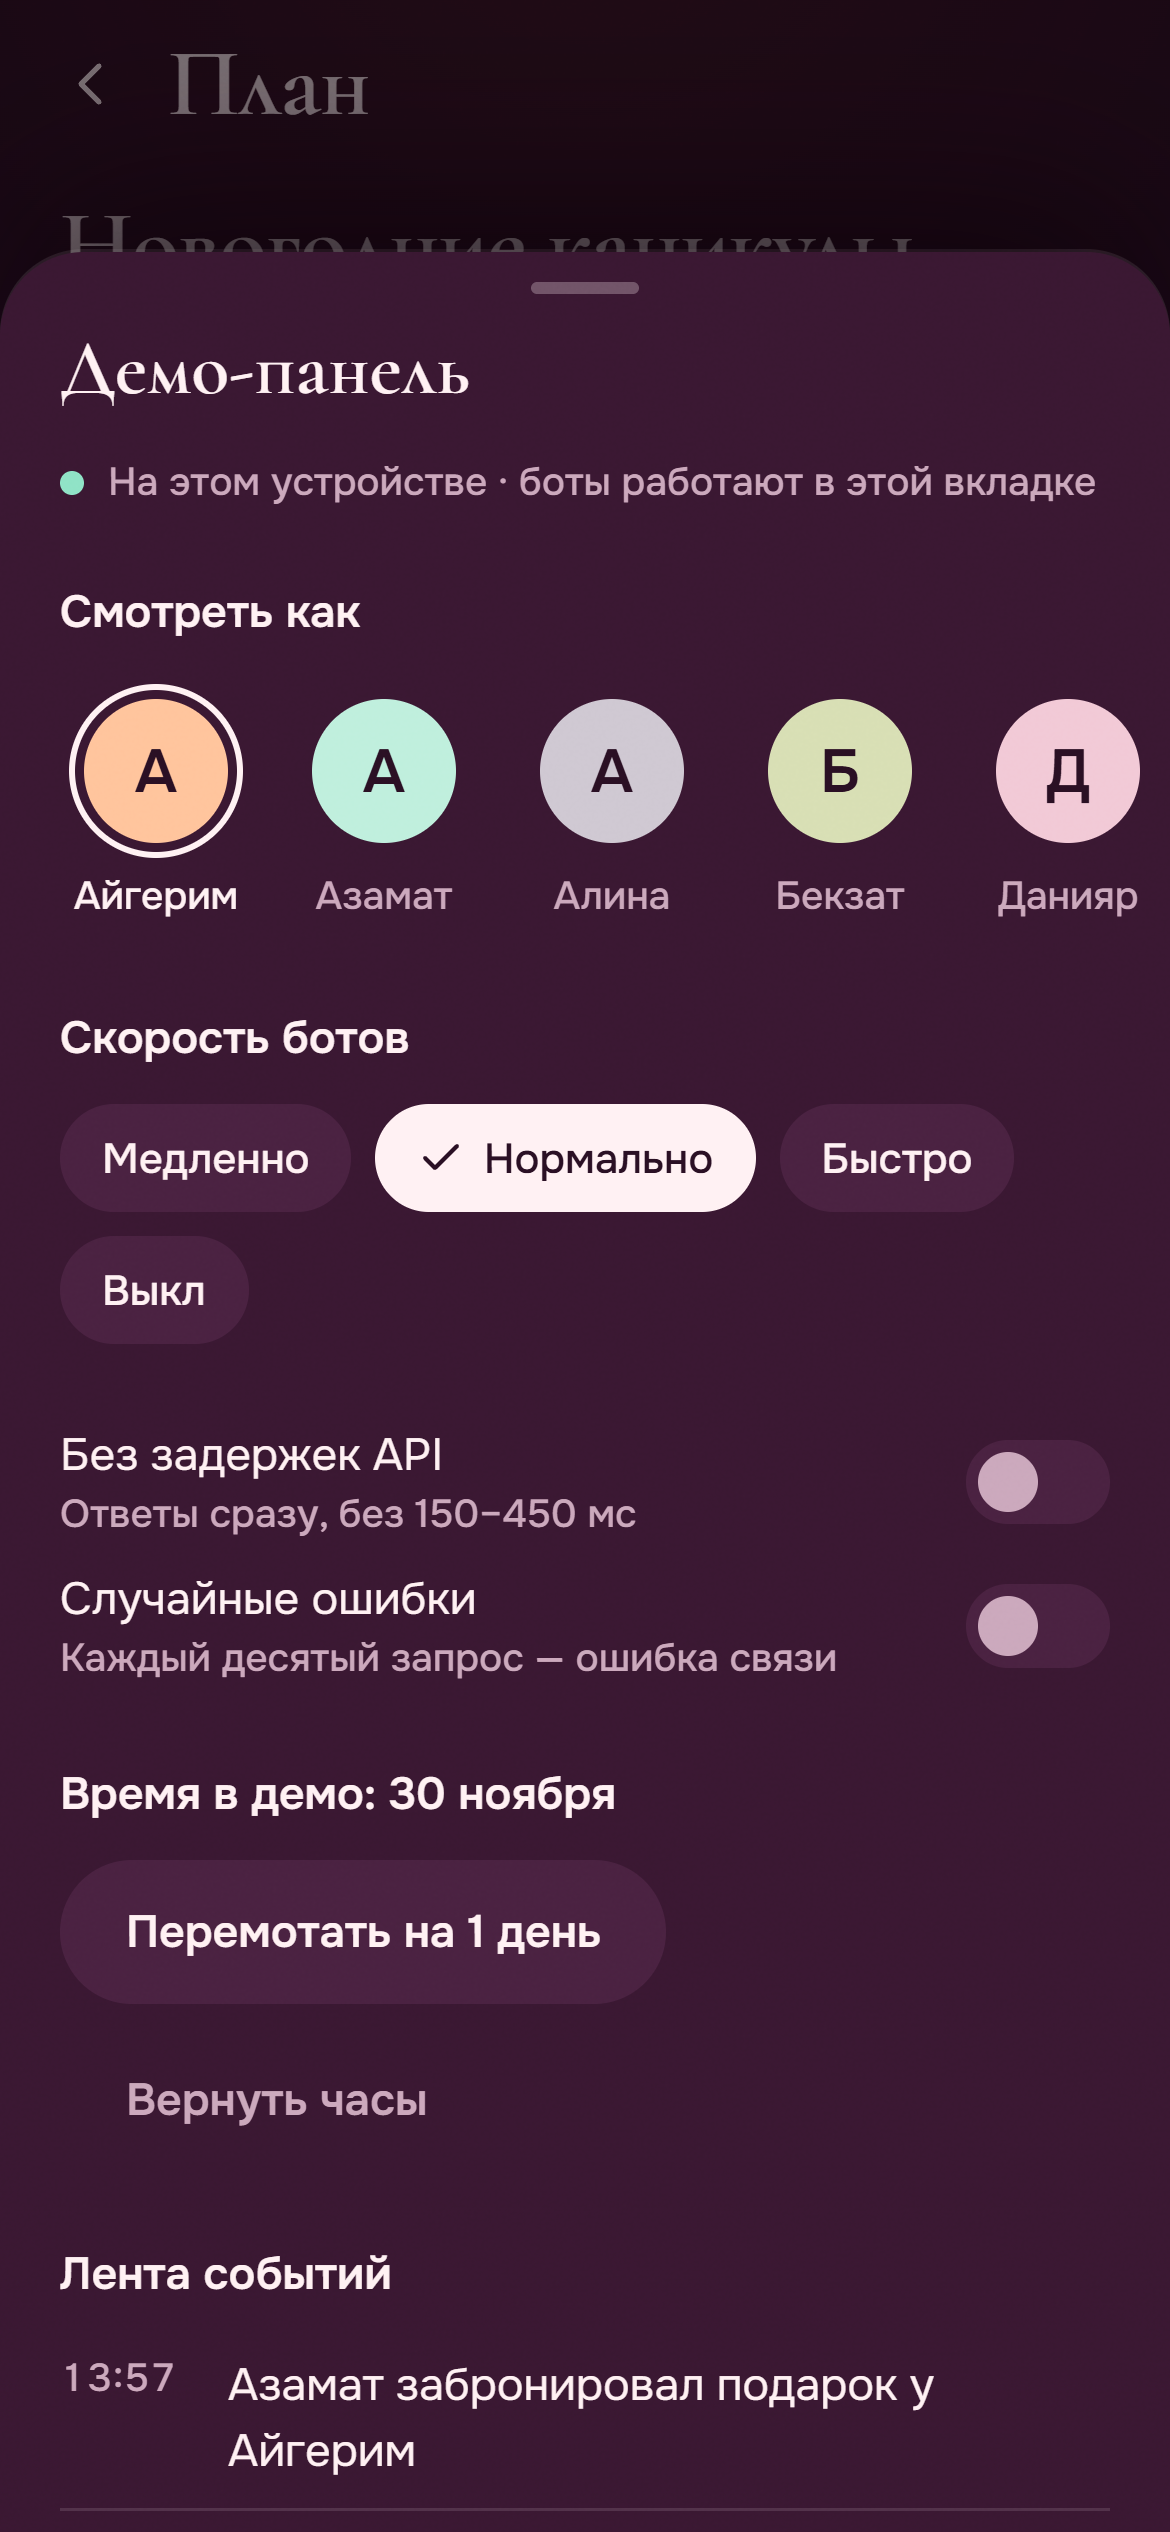 План
Новогодние каникулы
Демо-панель
На этом устройстве · боты работают в этой вкладке
Смотреть как
А А А Б Д
Айгерим Азамат Алина Бекзат Данияр
Скорость ботов
Медленно Нормально Быстро
Выкл
Без задержек API
Ответы сразу, без 150–450 мс
Случайные ошибки
Каждый десятый запрос — ошибка связи
Время в демо: 30 ноября
Перемотать на 1 день
Вернуть часы
Лента событий
13:57 Азамат забронировал подарок у
Айгерим